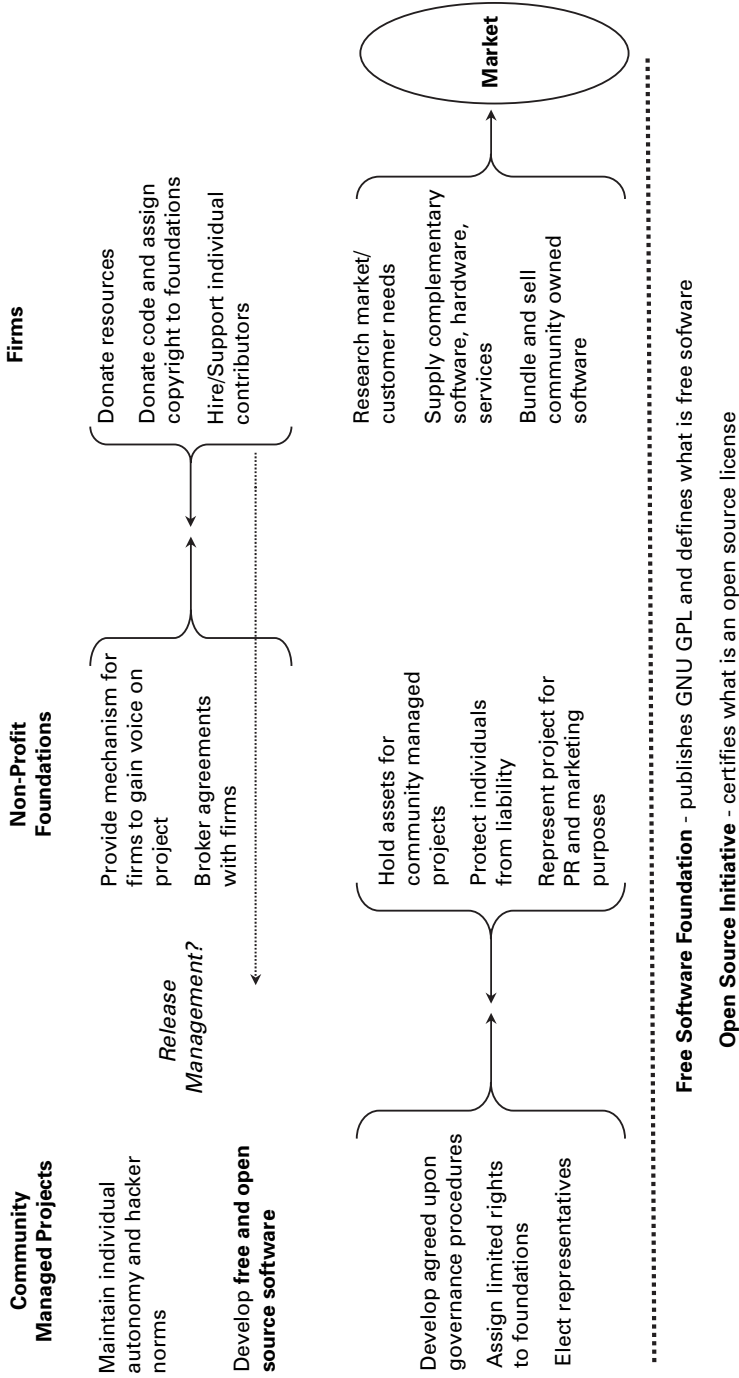 Community
Managed Projects
Maintain individual
autonomy and hacker
norms
Develop free and open
source software
Develop agreed upon
governance procedures
Assign limited rights
to foundations
Elect representatives
Release
Management?
Non-Profit
Foundations
Provide mechanism for
firms to gain voice on
project
Broker agreements
with firms
Hold assets for
community managed
projects
Protect individuals
from liability
Represent project for
PR and marketing
purposes
Firms
Donate resources
Donate code and assign
copyright to foundations
Hire/Support individual
contributors
Research market/
customer needs
Supply complementary
software, hardware,
services
Bundle and sell
community owned
software
Market
Free Software Foundation - publishes GNU GPL and defines what is free sofware
Open Source Initiative - certifies what is an open source license